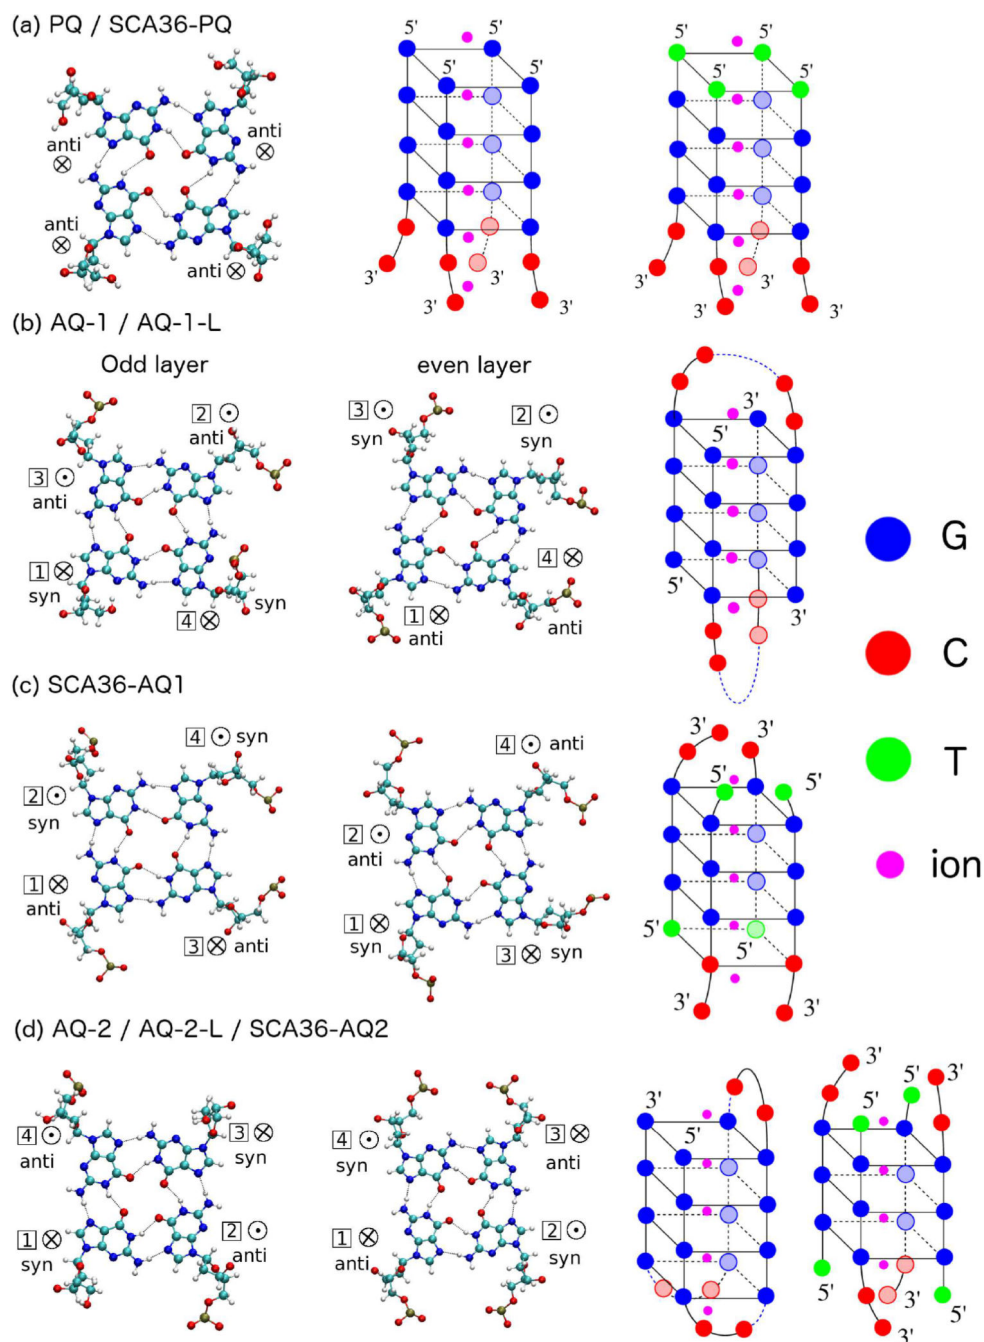 (a) PQ / SCA36-PQ
anti ⊗
anti ⊗
anti ⊗
anti ⊗
5' 5'
5' 5'
3'
3' 3'
5' 5'
5' 5'
3'
3'
3' 3'
(b) AQ-1 / AQ-1-L
Odd layer
even layer
2 ⊙
anti
3 ⊙
anti
1 ⊗
syn
4 ⊗
syn
3 ⊙
syn
2 ⊙
syn
4 ⊗
anti
1 ⊗
anti
3'
5'
5'
3'
G
C
T
ion
(c) SCA36-AQ1
4 ⊙ syn
2 ⊙
syn
1 ⊗
anti
3 ⊗ anti
4 ⊙ anti
2 ⊙
anti
1 ⊗
syn
3 ⊗ syn
3' 3'
5' 5'
5' 5'
3' 3'
(d) AQ-2 / AQ-2-L / SCA36-AQ2
4 ⊙
anti
3 ⊗
syn
1 ⊗
syn
2 ⊙
anti
4 ⊙
syn
3 ⊗
anti
1 ⊗
anti
2 ⊙
syn
3'
5'
3'
5' 3'
5'
5' 3' 5'
3'